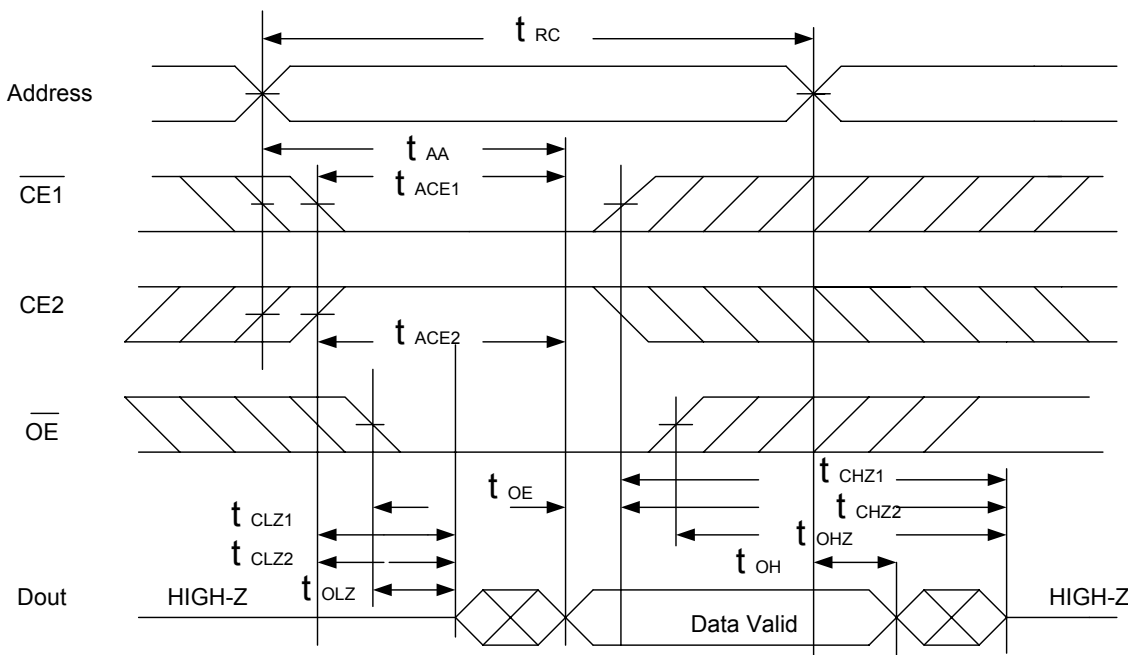 t RC
Address
t AA
t ACE1
CE1
CE2
t ACE2
OE
t CHZ1
t OE
t CLZ1
t CHZ2
t OHZ
t CLZ2
t OH
t OLZ
Dout
HIGH-Z
Data Valid
HIGH-Z